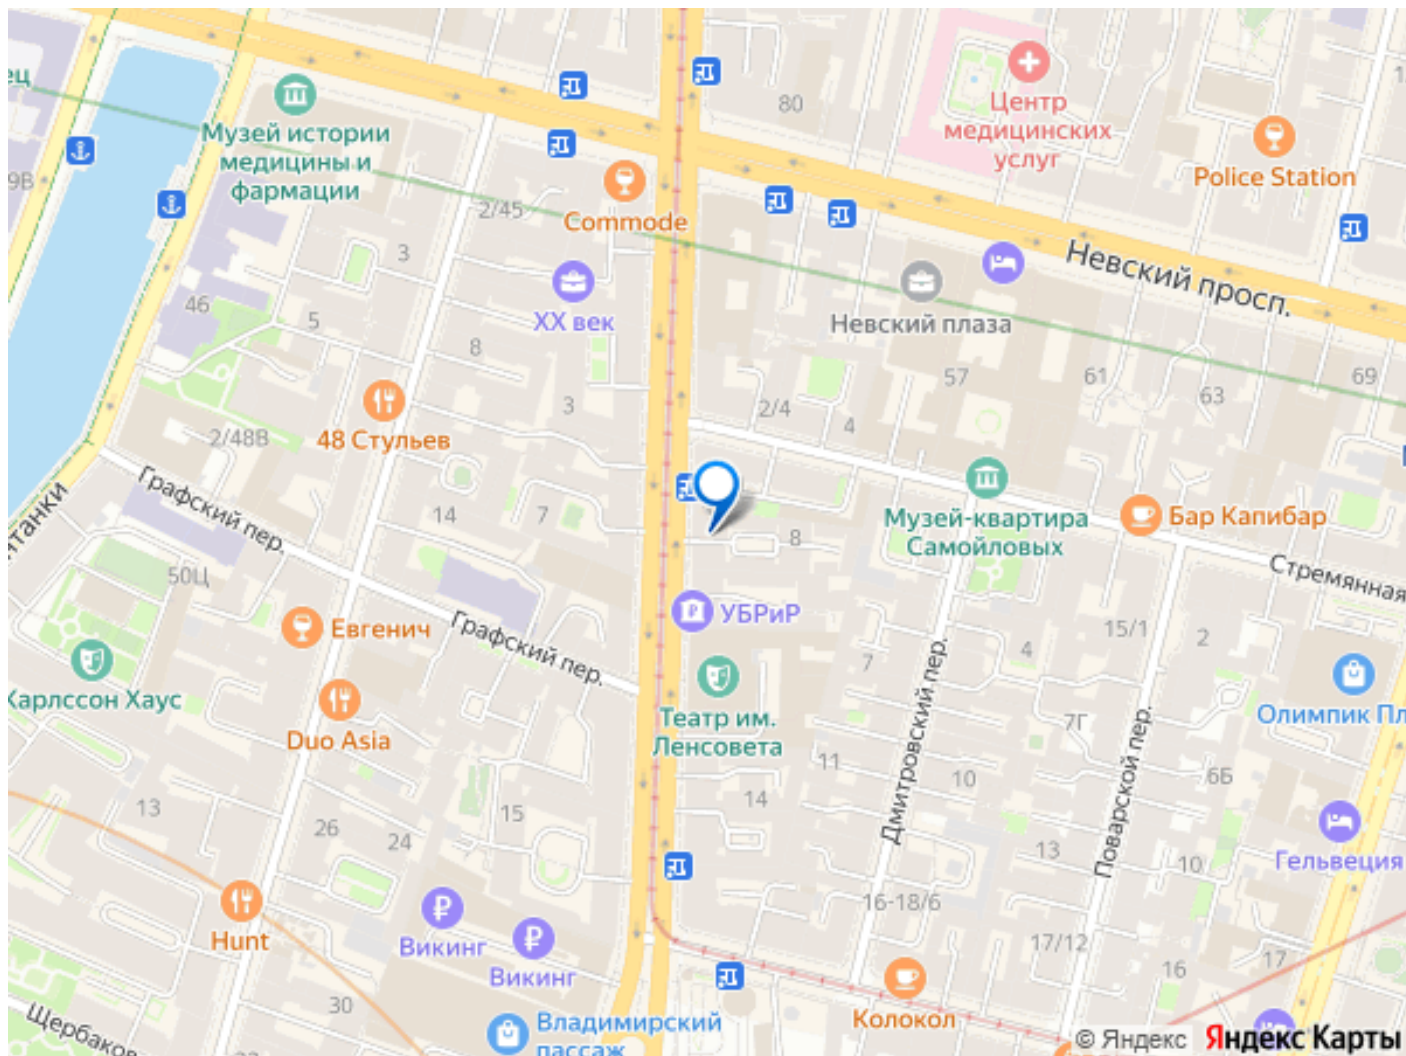 ец
Музей истории
медицины и
фармации
9В
80
Центр
медицинских
услуг
Police Station
Commode
2/45
3
46
5
XX век
8
3
Невский просп.
Невский плаза
57
61
63
69
2/4
4
48 Стульев
2/48В
Графский пер.
14
7
8
Музей-квартира
Самойловых
Бар Капибар
Стремянная
танки
50Ц
Евгенич
Графский пер.
УБРиР
7
4
15/1
2
Карлссон Хаус
Duo Asia
Театр им.
Ленсовета
Дмитровский пер.
7Г
Поварской пер.
Олимпик Пл
11
10
6Б
13
26
24
15
14
13
10
Гельвеция
Hunt
Викинг
Викинг
16-18/6
17/12
16
17
30
Щербаков
Владимирский
пассаж
Колокол
© Яндекс Яндекс Карты